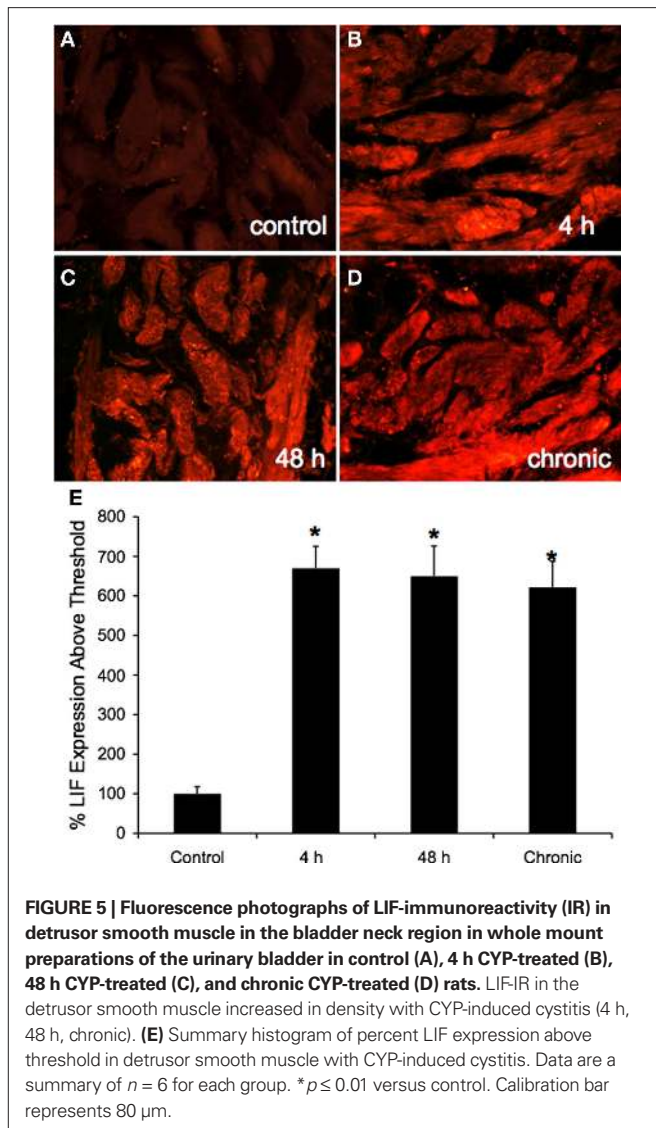 A
B
control
4 h
C
D
48 h
chronic
E
% LIF Expression Above Threshold
800
700
600
500
400
300
200
100
0
*
*
*
Control
4 h
48 h
Chronic
FIGURE 5 | Fluorescence photographs of LIF-immunoreactivity (IR) in
detrusor smooth muscle in the bladder neck region in whole mount
preparations of the urinary bladder in control (A), 4 h CYP-treated (B),
48 h CYP-treated (C), and chronic CYP-treated (D) rats. LIF-IR in the
detrusor smooth muscle increased in density with CYP-induced cystitis (4 h,
48 h, chronic). (E) Summary histogram of percent LIF expression above
threshold in detrusor smooth muscle with CYP-induced cystitis. Data are a
summary of n = 6 for each group. *p ≤ 0.01 versus control. Calibration bar
represents 80 μm.